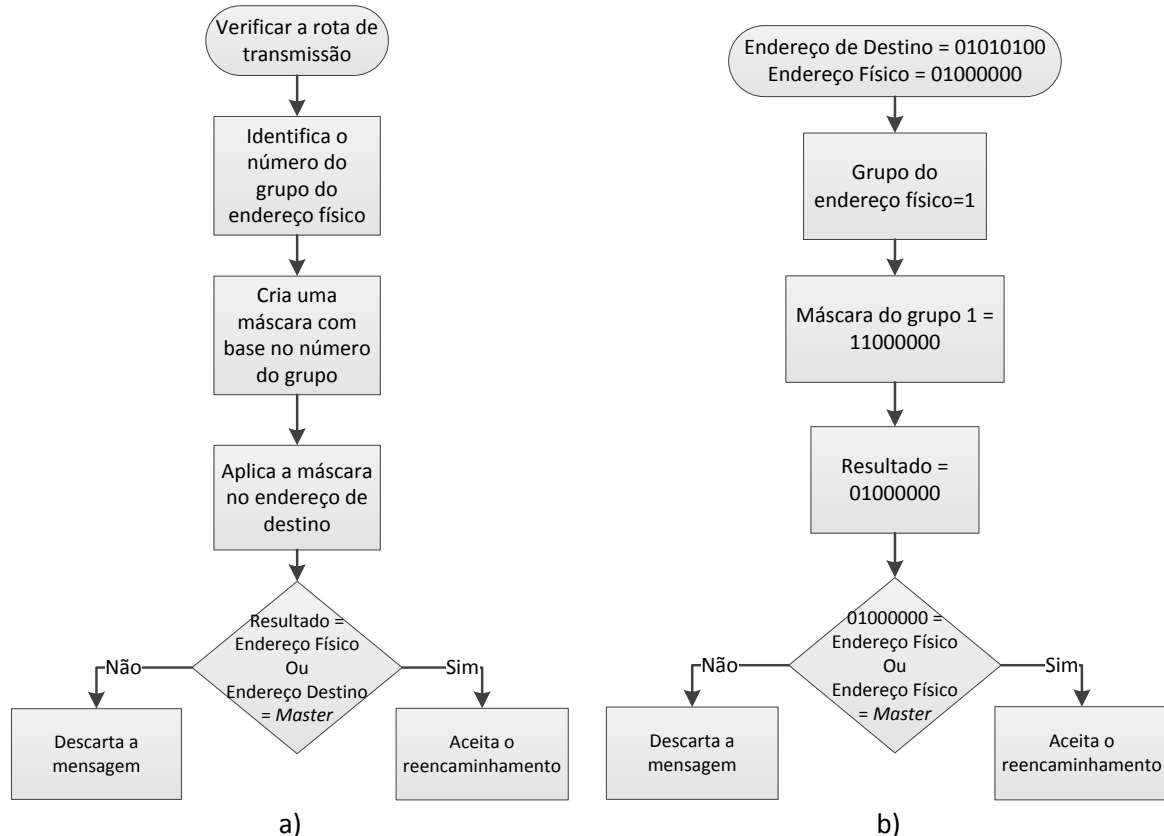 Verificar a rota de
transmissão
Identifica o
número do
grupo do
endereço físico
Cria uma
máscara com
base no número
do grupo
Aplica a máscara
no endereço de
destino
Resultado =
Endereço Físico
Ou
Endereço Destino
= Master
Não
Sim
Descarta a
mensagem
Aceita o
reencaminhamento
a)
Endereço de Destino = 01010100
Endereço Físico = 01000000
Grupo do
endereço físico=1
Máscara do grupo 1 =
11000000
Resultado =
01000000
01000000 =
Endereço Físico
Ou
Endereço Físico
= Master
Não
Sim
Descarta a
mensagem
Aceita o
reencaminhamento
b)